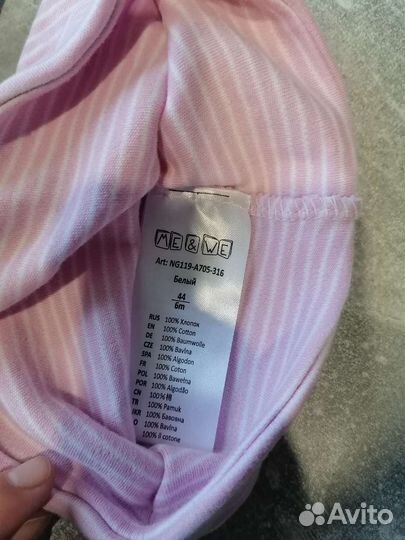 ME & WE
Art: NG119-A705-316
Белый
44
6m
RUS 100% Хлопок
EN 100% Cotton
DE 100% Baumwolle
CZE 100% Bavlna
SPA 100% Algodon
FR 100% Coton
POL 100% Bawełna
POR 100% Algodão
CN 100%棉
TR 100% Pamuk
UKR 100% Бавовна
O 100% Bavlna
100% Il cotone
Avito